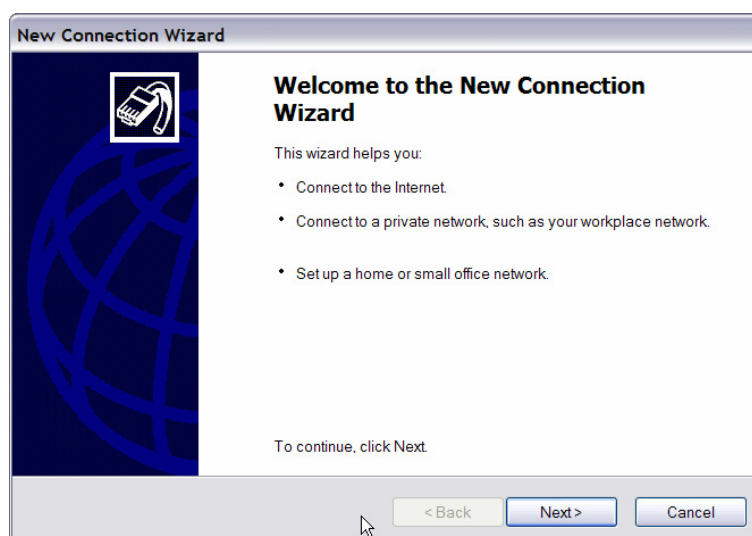 New Connection Wizard
Welcome to the New Connection
Wizard
This wizard helps you:
• Connect to the Internet.
• Connect to a private network, such as your workplace network.
• Set up a home or small office network.
To continue, click Next.
< Back Next > Cancel